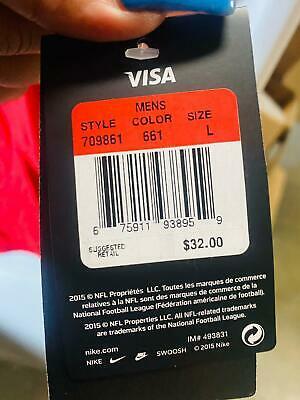 VISA
MENS
STYLE COLOR SIZE
709861 661 L
6 75911 93895 9
SUGGESTED
RETAIL
$32.00
2015 © NFL Propriétés LLC. Toutes les marques de commerce
relatives à la NFL sont des marques de commerce de la
National Football League (Fédération américaine de football).
2015 © NFL Properties LLC. All NFL-related trademarks
are trademarks of the National Football League.
IM# 493831
nike.com
NIKE SWOOSH © 2015 Nike